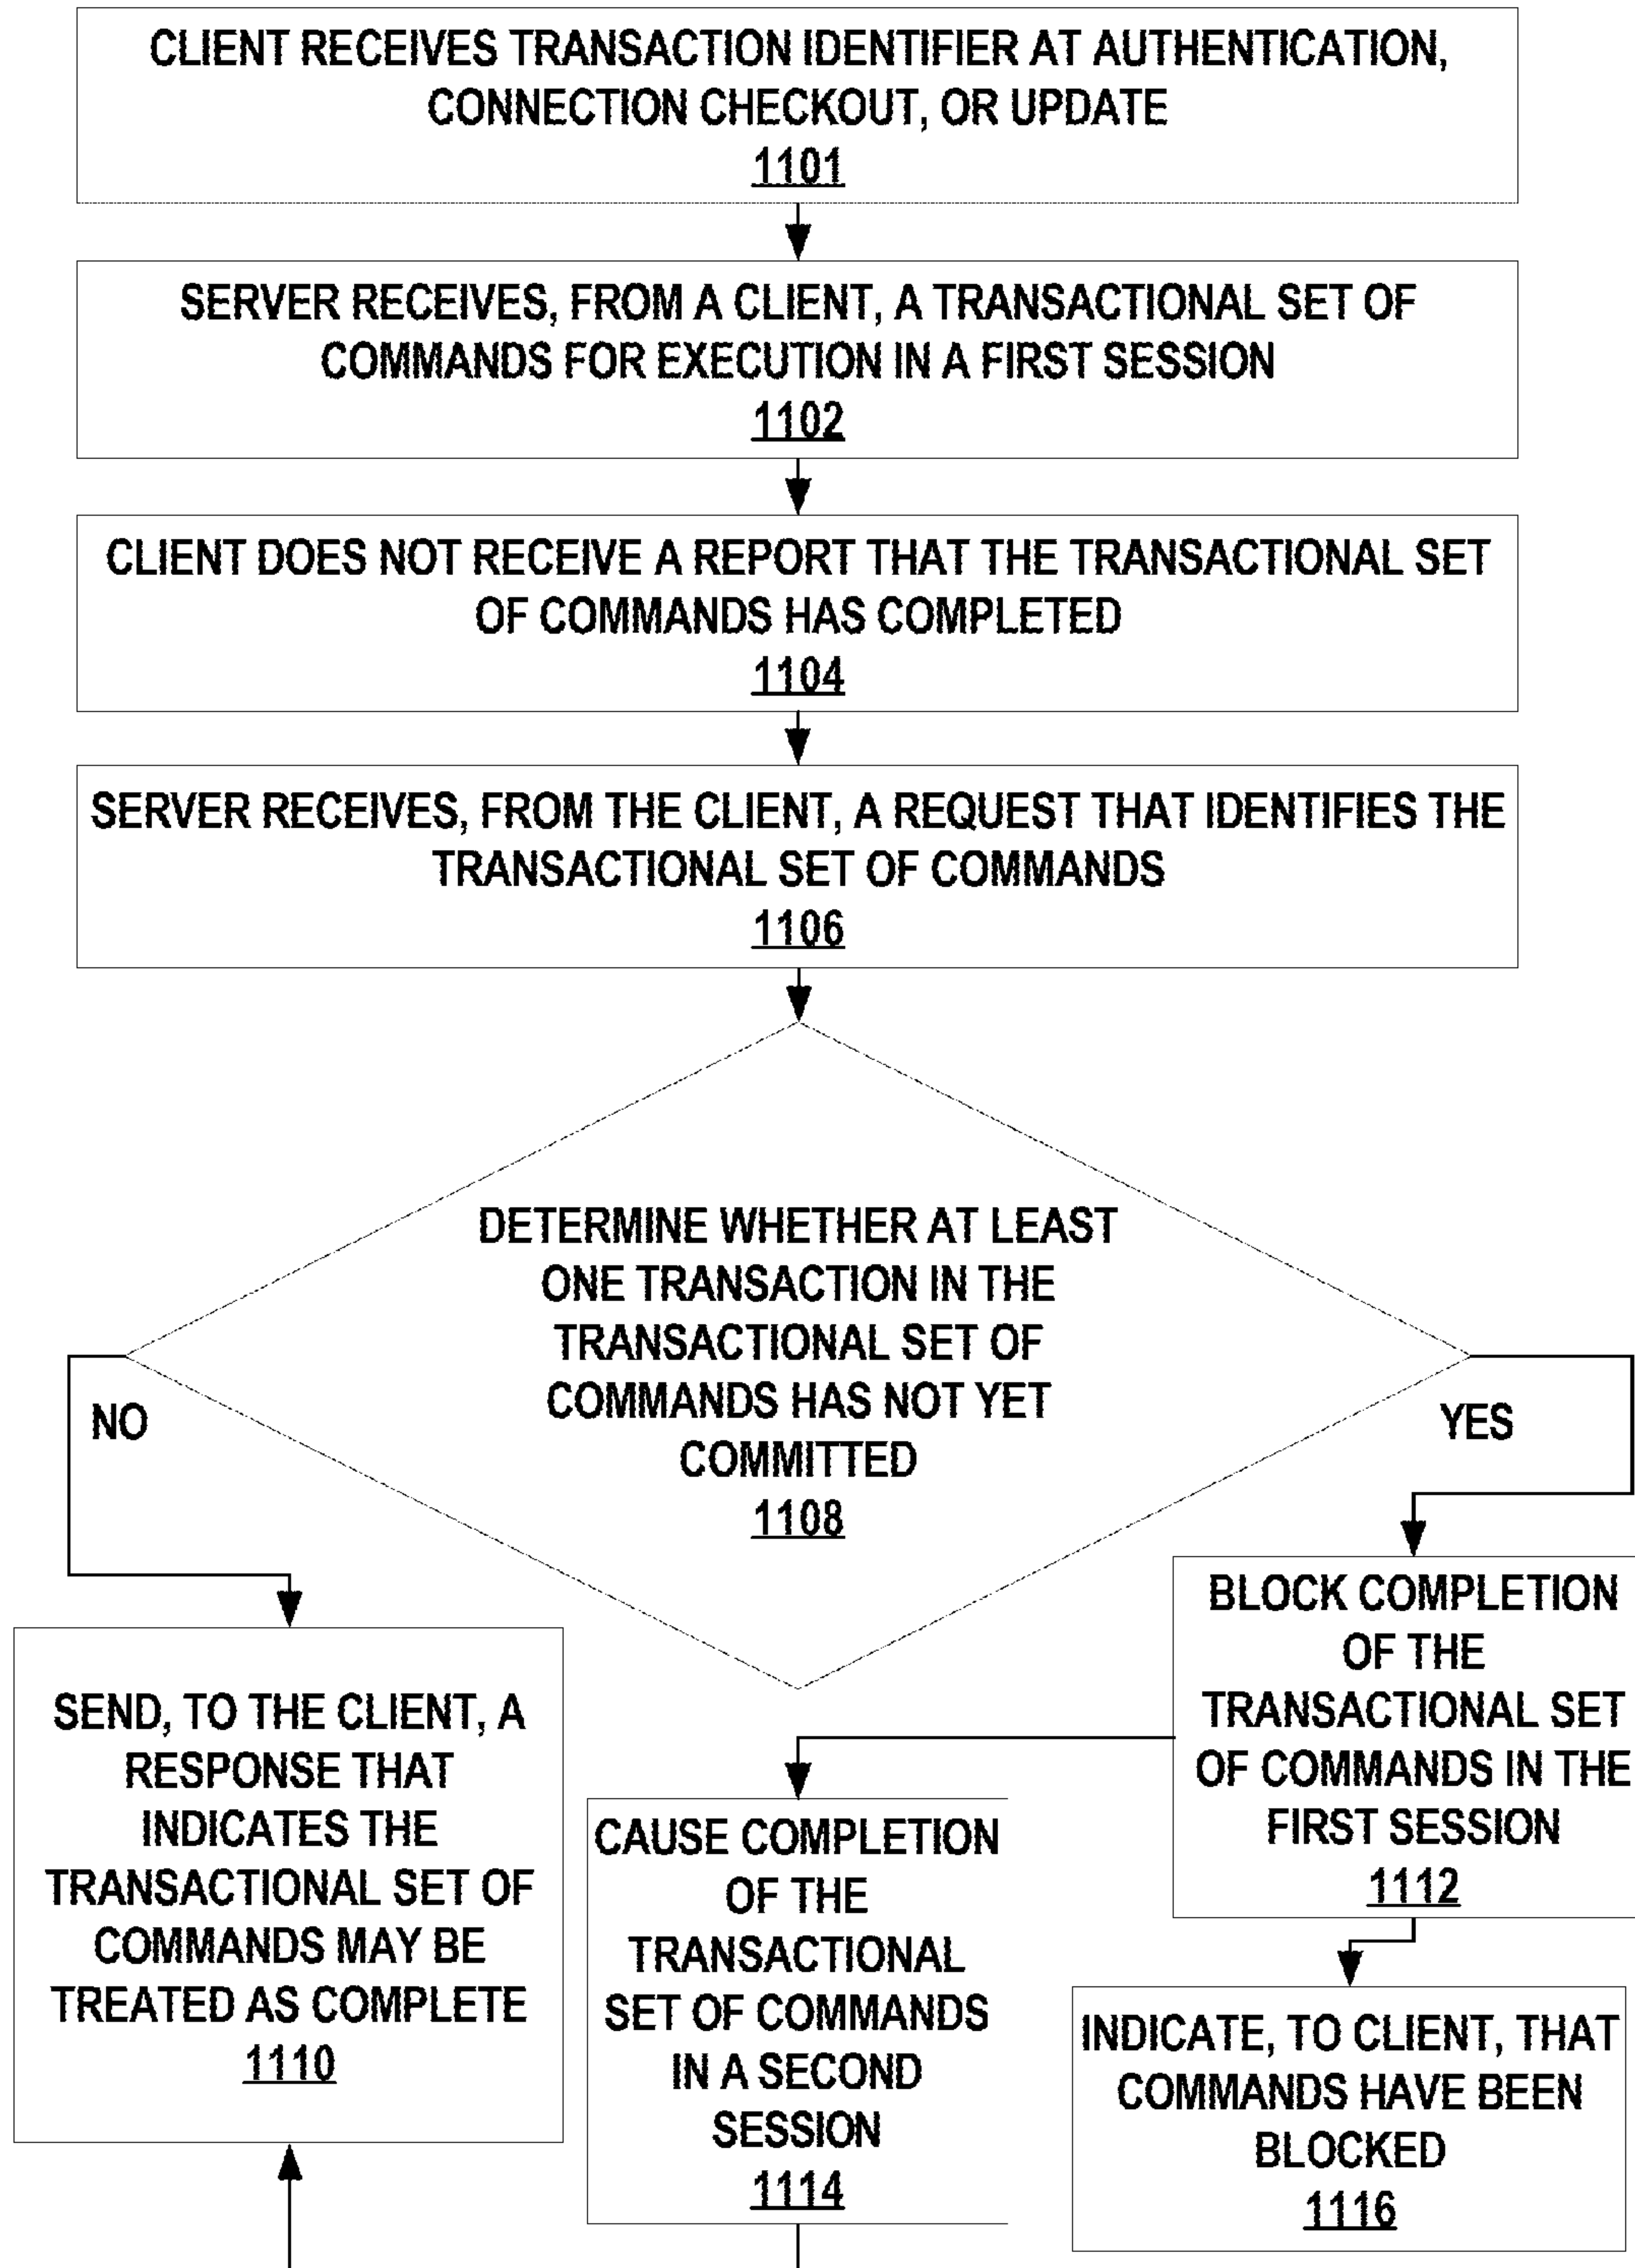 CLIENT RECEIVES TRANSACTION IDENTIFIER AT AUTHENTICATION,
CONNECTION CHECKOUT, OR UPDATE
1101
SERVER RECEIVES, FROM A CLIENT, A TRANSACTIONAL SET OF
COMMANDS FOR EXECUTION IN A FIRST SESSION
1102
CLIENT DOES NOT RECEIVE A REPORT THAT THE TRANSACTIONAL SET
OF COMMANDS HAS COMPLETED
1104
SERVER RECEIVES, FROM THE CLIENT, A REQUEST THAT IDENTIFIES THE
TRANSACTIONAL SET OF COMMANDS
1106
DETERMINE WHETHER AT LEAST
ONE TRANSACTION IN THE
TRANSACTIONAL SET OF
COMMANDS HAS NOT YET
COMMITTED
1108
NO
YES
SEND, TO THE CLIENT, A
RESPONSE THAT
INDICATES THE
TRANSACTIONAL SET OF
COMMANDS MAY BE
TREATED AS COMPLETE
1110
BLOCK COMPLETION
OF THE
TRANSACTIONAL SET
OF COMMANDS IN THE
FIRST SESSION
1112
CAUSE COMPLETION
OF THE
TRANSACTIONAL
SET OF COMMANDS
IN A SECOND
SESSION
1114
INDICATE, TO CLIENT, THAT
COMMANDS HAVE BEEN
BLOCKED
1116